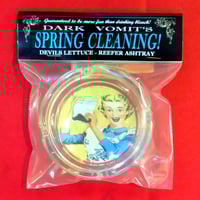 Guaranteed to be more fun than drinking Bleach!
DARK VOMIT'S
SPRING CLEANING!
DEVILS LETTUCE - REEFER ASHTRAY